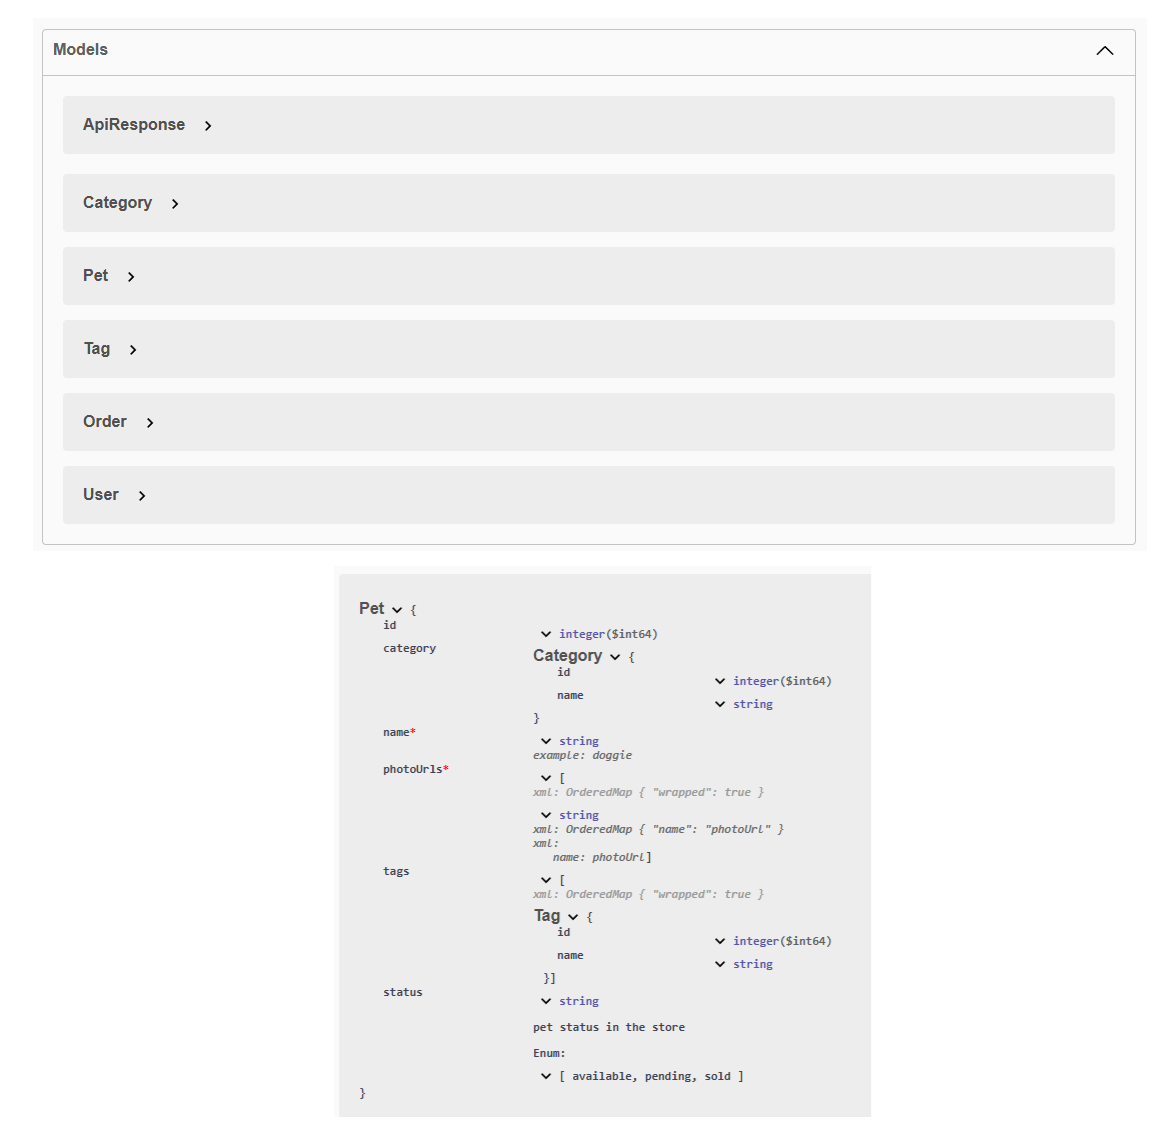 Models
ApiResponse
Category
Pet
Tag
Order
User
Pet {
id
integer($int64)
category
Category {
id
integer($int64)
name
string
}
name*
string
example: doggie
photoUrls*
[
xml: OrderedMap { "wrapped": true }
string
xml: OrderedMap { "name": "photoUrl" }
xml:
name: photoUrl]
tags
[
xml: OrderedMap { "wrapped": true }
Tag {
id
integer($int64)
name
string
}]
status
string
pet status in the store
Enum:
[ available, pending, sold ]
}